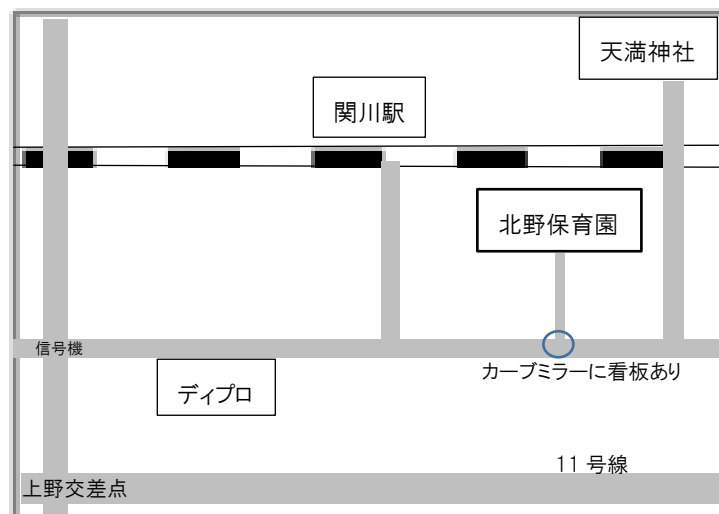 天満神社
関川駅
北野保育園
信号機
カーブミラーに看板あり
ディプロ
11 号線
上野交差点